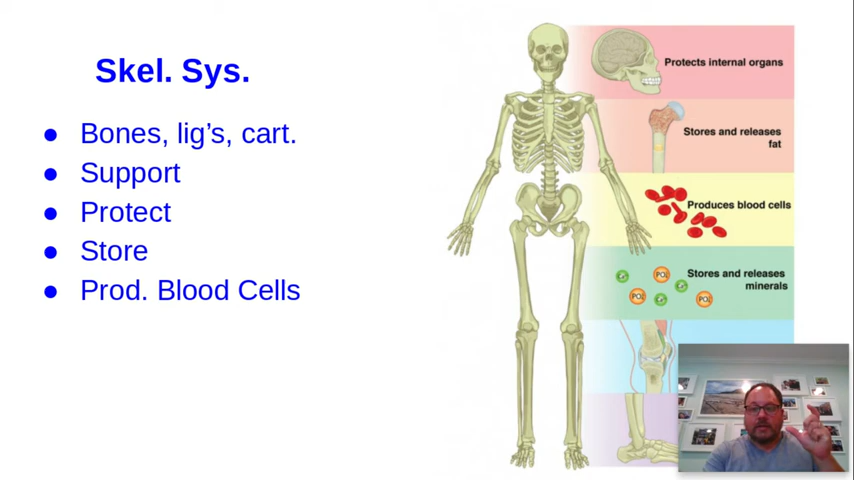 Skel. Sys.
● Bones, lig's, cart.
● Support
● Protect
● Store
● Prod. Blood Cells
Protects internal organs
Stores and releases
fat
Produces blood cells
Stores and releases
minerals